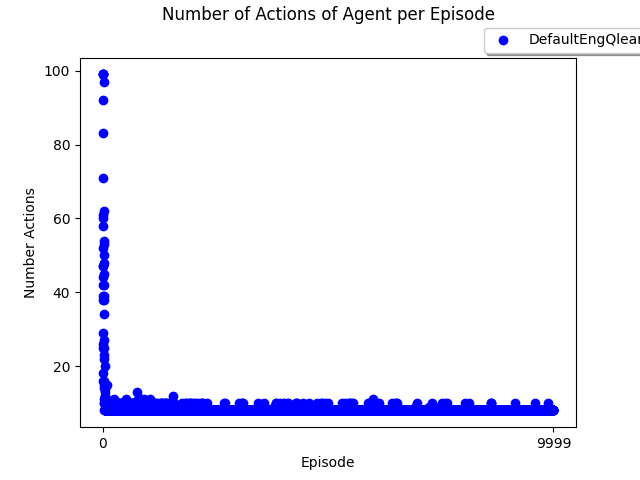 Number of Actions of Agent per Episode
DefaultEngQlear
100
80
60
40
20
Number Actions
0
9999
Episode